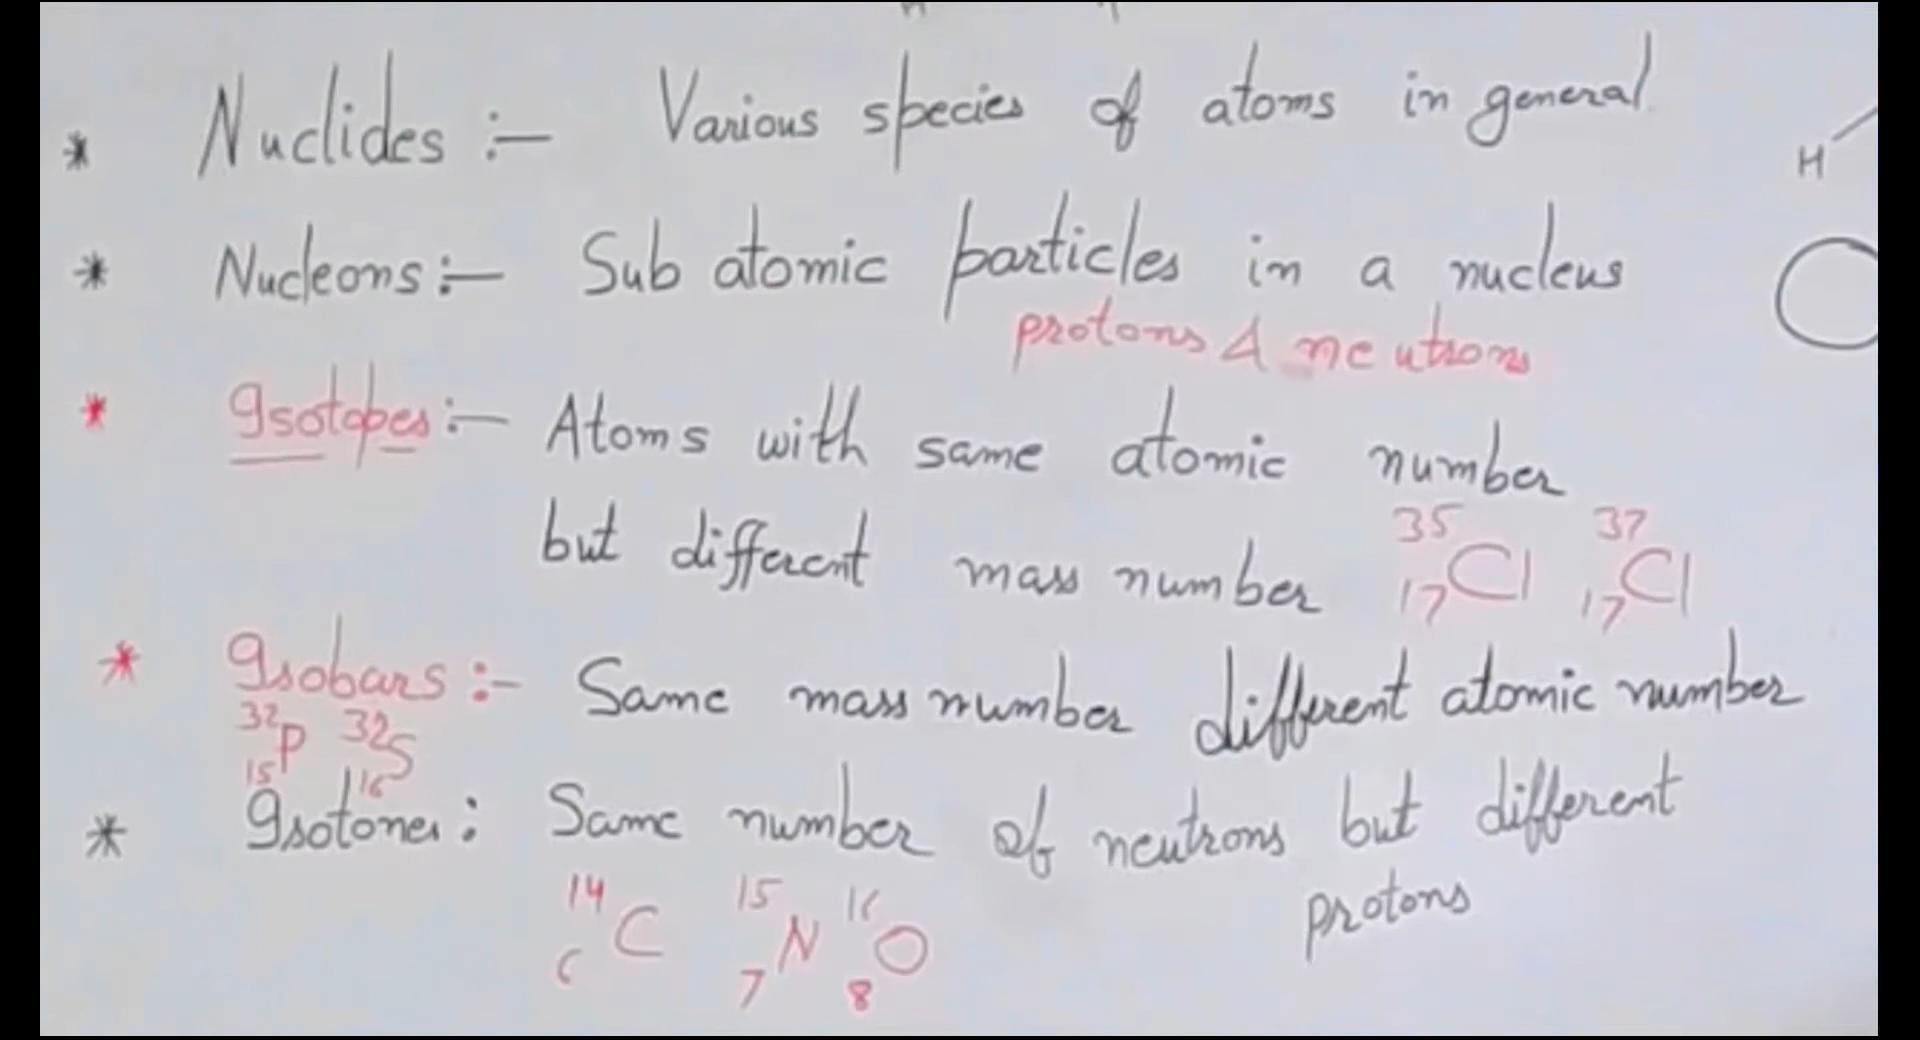 * Nuclides :- Various species of atoms in general
H
* Nucleons :- Sub atomic particles in a nucleus
protons & neutrons
* Isotopes :- Atoms with same atomic number
but different mass number ³⁵₁₇Cl ³⁷₁₇Cl
* Isobars :- Same mass number different atomic number
³²₁₅P ³²₁₆S
* Isotones : Same number of neutrons but different
protons
¹⁴₆C ¹⁵₇N ¹⁶₈O